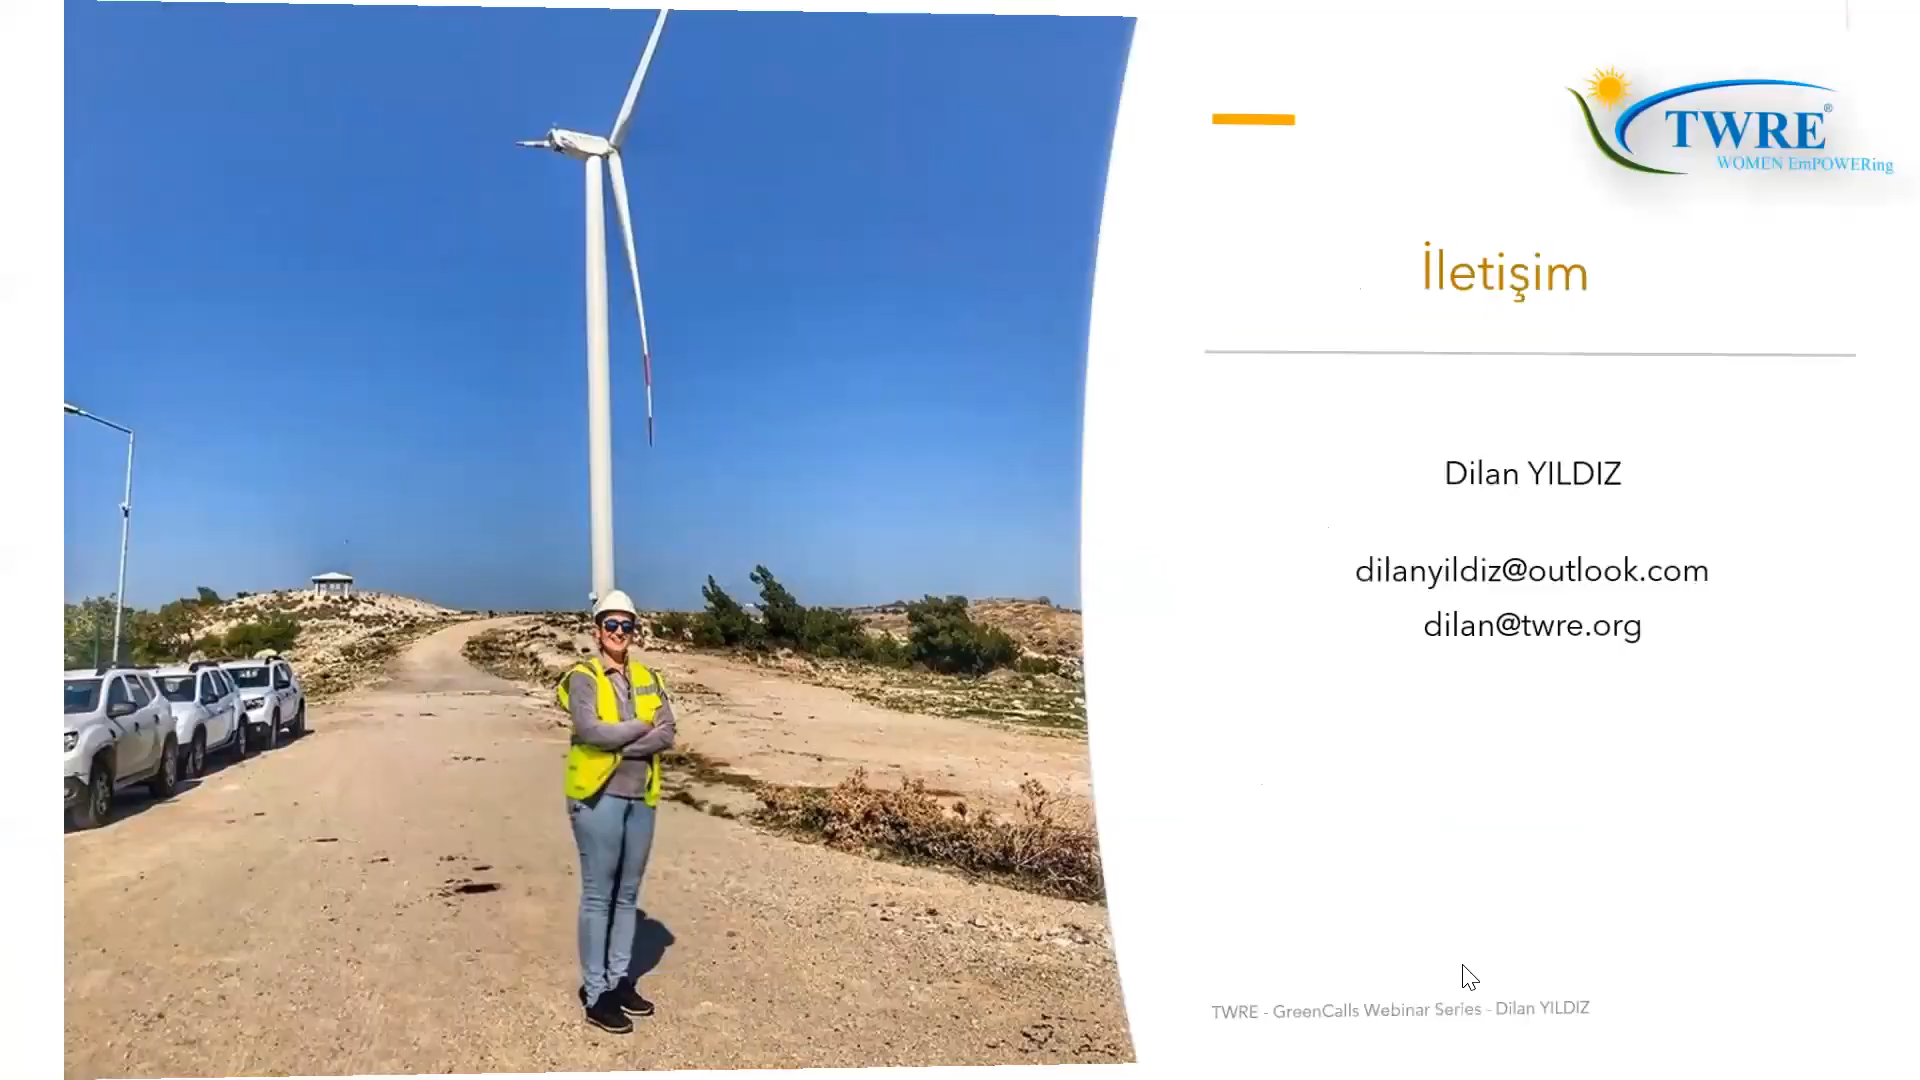 TWRE®
WOMEN EmPOWERing
İletişim
Dilan YILDIZ
dilanyildiz@outlook.com
dilan@twre.org
TWRE - GreenCalls Webinar Series - Dilan YILDIZ